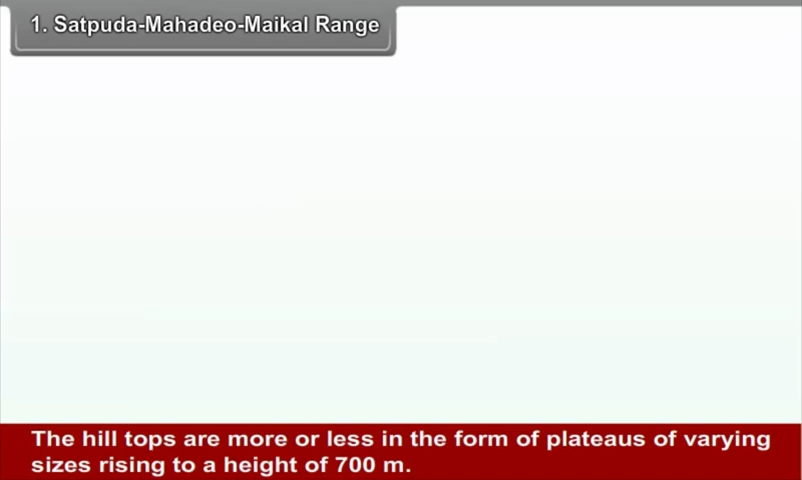 1. Satpuda-Mahadeo-Maikal Range
The hill tops are more or less in the form of plateaus of varying
sizes rising to a height of 700 m.